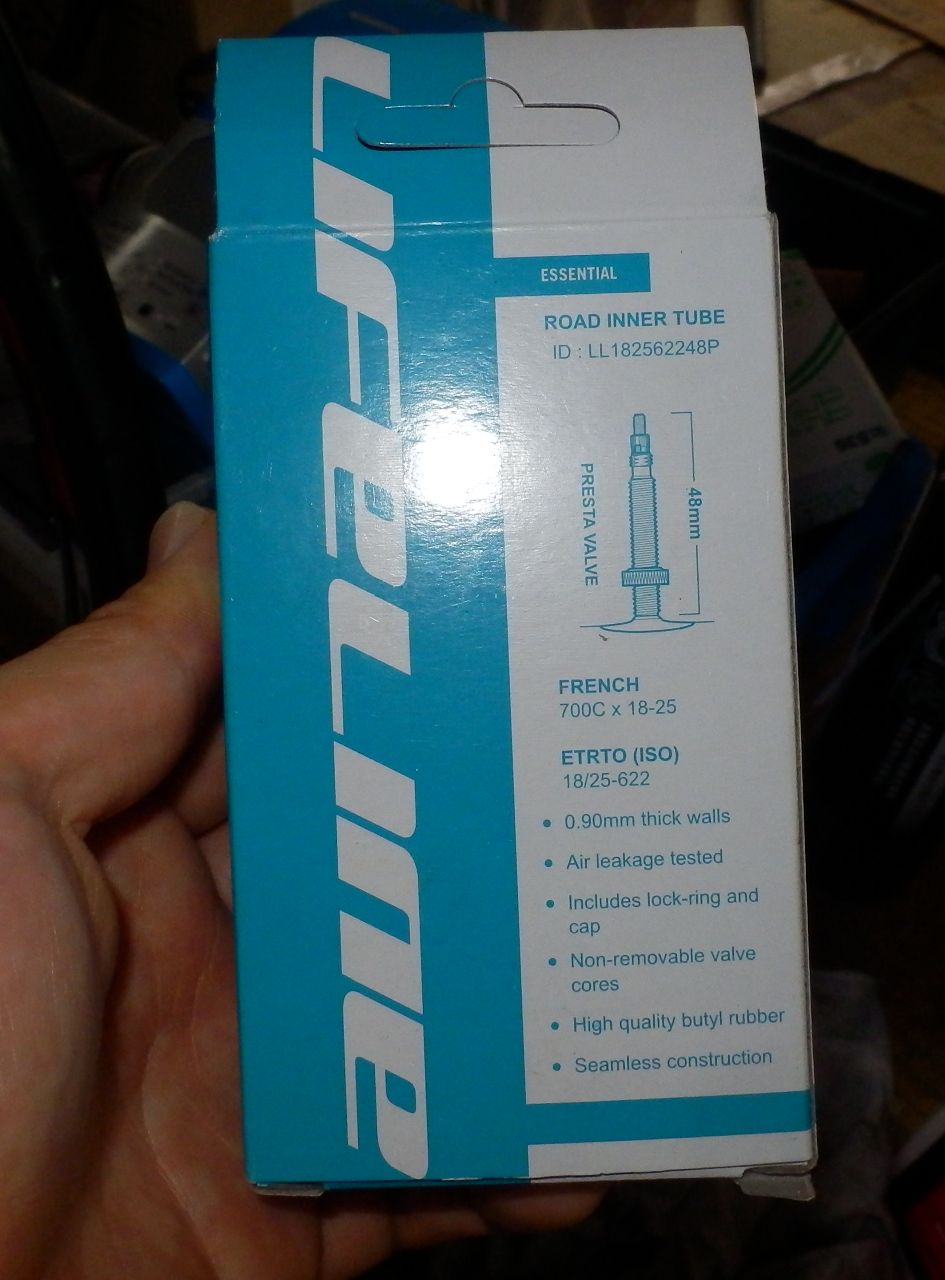 LifeLine
ESSENTIAL
ROAD INNER TUBE
ID : LL182562248P
PRESTA VALVE
48mm
FRENCH
700C x 18-25
ETRTO (ISO)
18/25-622
• 0.90mm thick walls
• Air leakage tested
• Includes lock-ring and
cap
• Non-removable valve
cores
• High quality butyl rubber
• Seamless construction